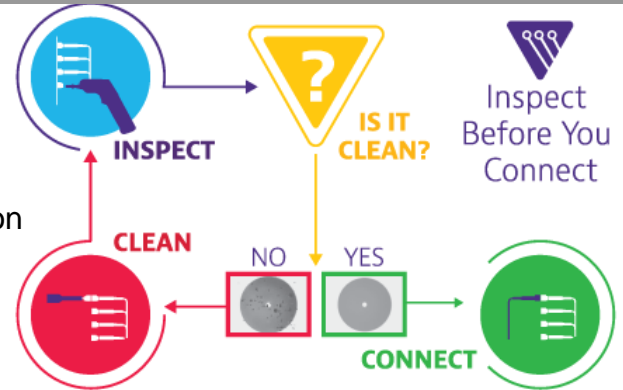 ?
INSPECT
IS IT
CLEAN?
Inspect
Before You
Connect
on
CLEAN
NO
YES
CONNECT